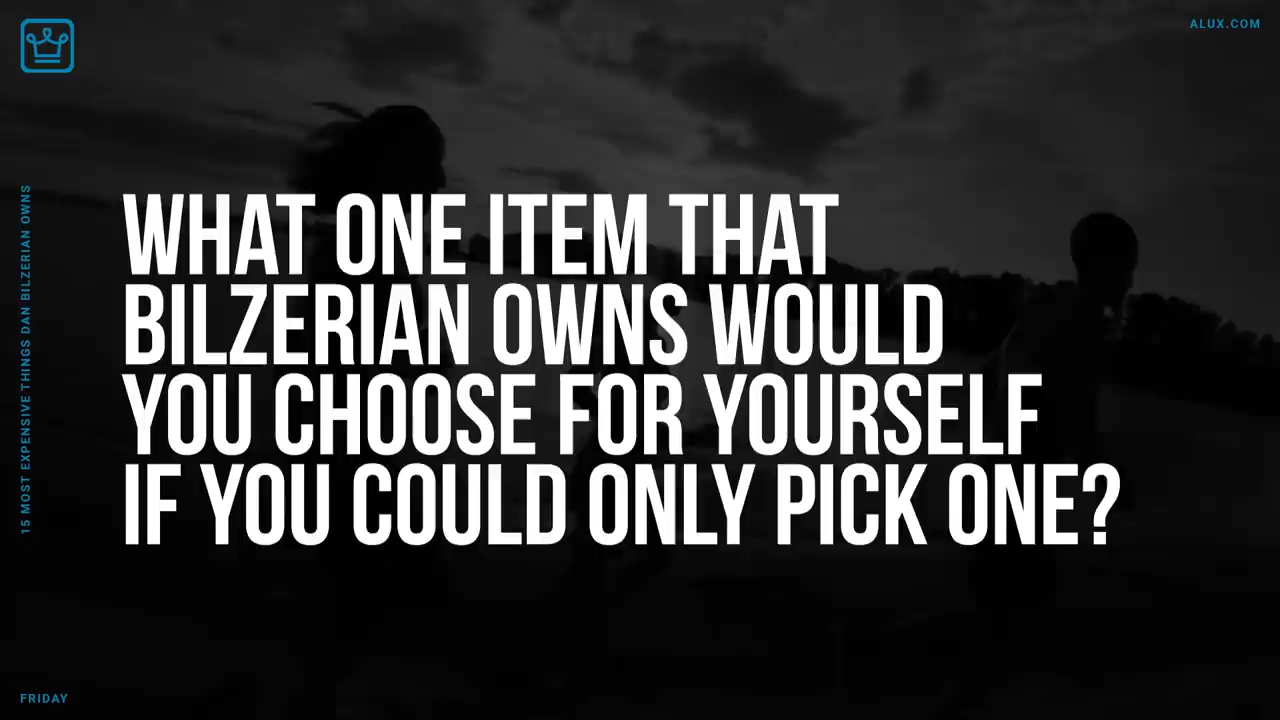 ALUX.COM
15 MOST EXPENSIVE THINGS DAN BILZERIAN OWNS
WHAT ONE ITEM THAT
BILZERIAN OWNS WOULD
YOU CHOOSE FOR YOURSELF
IF YOU COULD ONLY PICK ONE?
FRIDAY